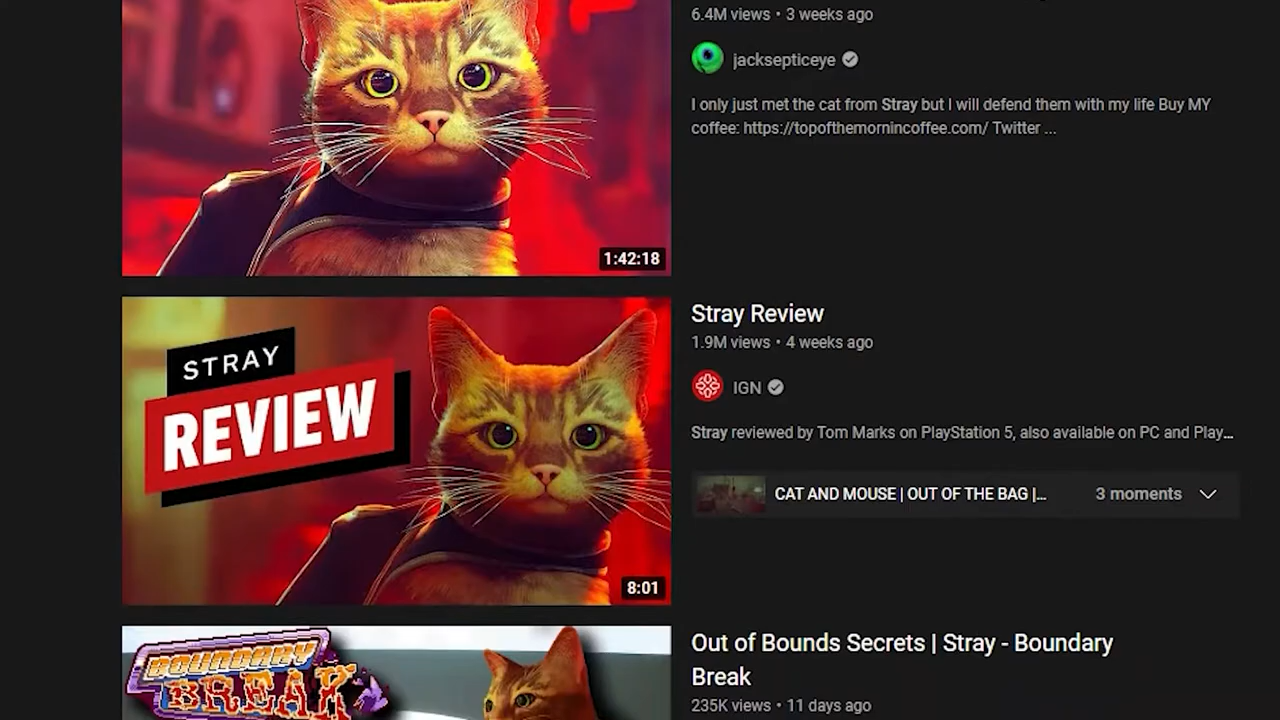 6.4M views • 3 weeks ago
jacksepticeye
I only just met the cat from Stray but I will defend them with my life Buy MY
coffee: https://topofthemornincoffee.com/ Twitter ...
1:42:18
STRAY
REVIEW
8:01
Stray Review
1.9M views • 4 weeks ago
IGN
Stray reviewed by Tom Marks on PlayStation 5, also available on PC and Play...
CAT AND MOUSE | OUT OF THE BAG |...
3 moments
BOUNDARY
BREAK
Out of Bounds Secrets | Stray - Boundary
Break
235K views • 11 days ago